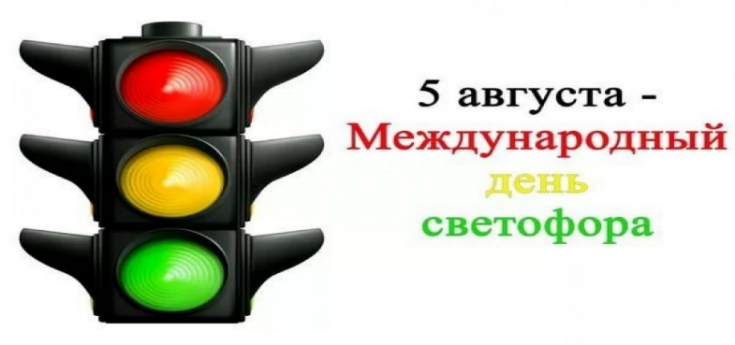 5 августа -
Международный
день
светофора